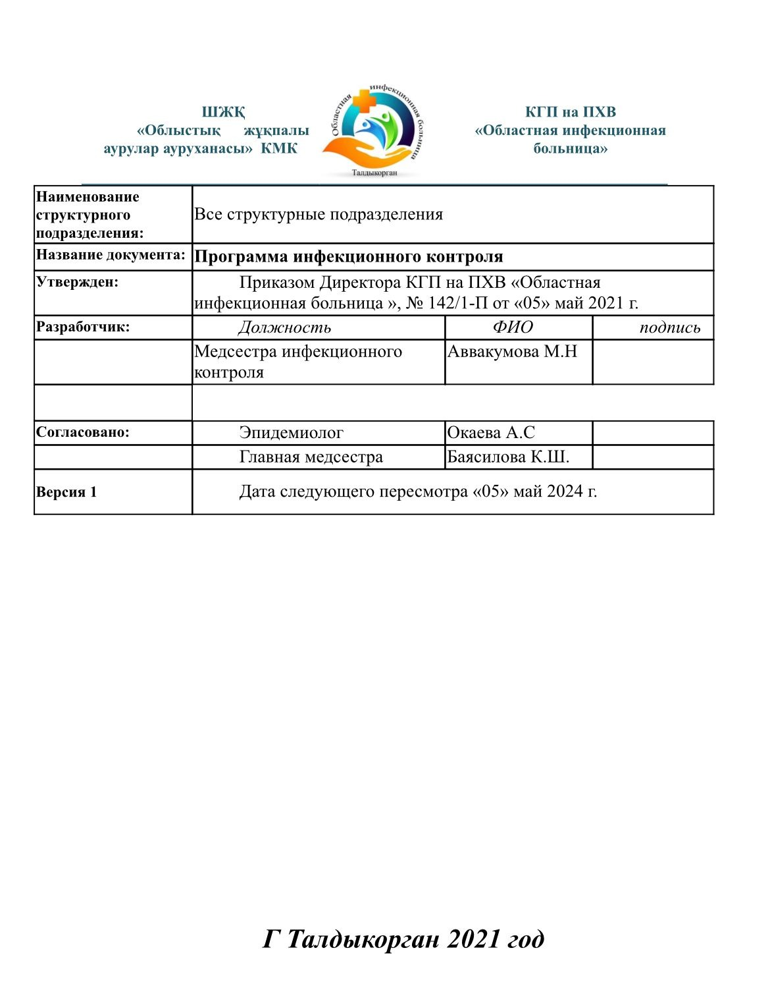 ШЖҚ
«Облыстық жұқпалы
аурулар ауруханасы» КМК
Областная инфекционная больница
Талдыкорган
КГП на ПХВ
«Областная инфекционная
больница»
Наименование
структурного
подразделения:
Все структурные подразделения
Название документа:
Программа инфекционного контроля
Утвержден:
Приказом Директора КГП на ПХВ «Областная
инфекционная больница », № 142/1-П от «05» май 2021 г.
Разработчик:
Должность
ФИО
подпись
Медсестра инфекционного
контроля
Аввакумова М.Н
Согласовано:
Эпидемиолог
Окаева А.С
Главная медсестра
Баясилова К.Ш.
Версия 1
Дата следующего пересмотра «05» май 2024 г.
Г Талдыкорган 2021 год